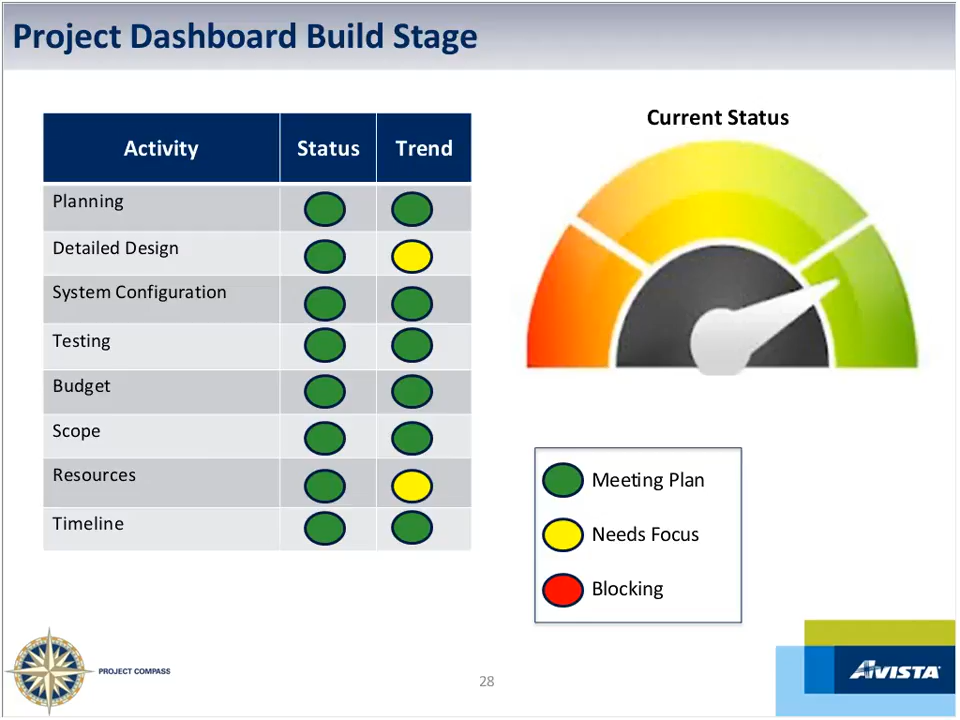 Project Dashboard Build Stage
Current Status
Activity Status Trend
Planning
Detailed Design
System Configuration
Testing
Budget
Scope
Resources
Timeline
Meeting Plan
Needs Focus
Blocking
PROJECT COMPASS
28
AVISTA